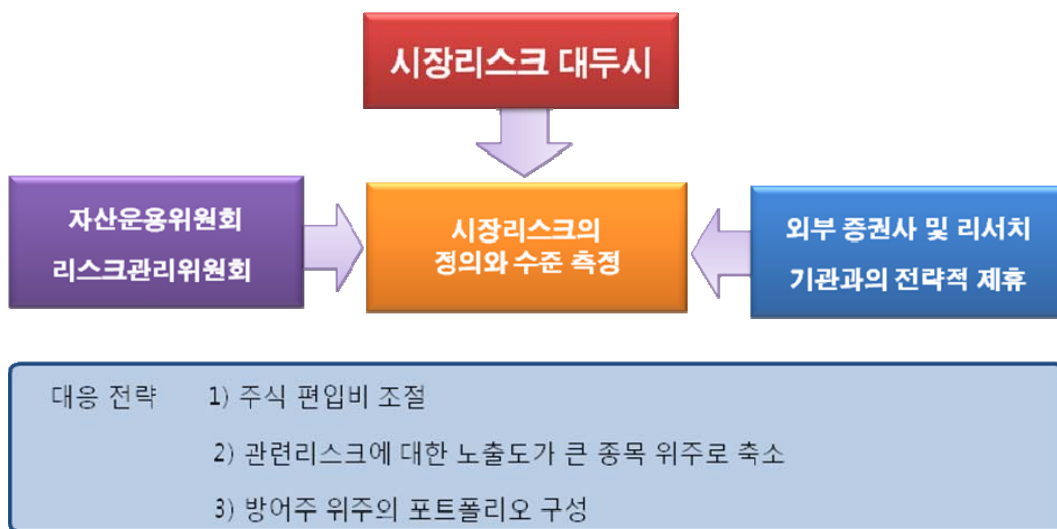 시장리스크 대두시
자산운용위원회
리스크관리위원회
시장리스크의
정의와 수준 측정
외부 증권사 및 리서치
기관과의 전략적 제휴
대응 전략 1) 주식 편입비 조절
2) 관련리스크에 대한 노출도가 큰 종목 위주로 축소
3) 방어주 위주의 포트폴리오 구성